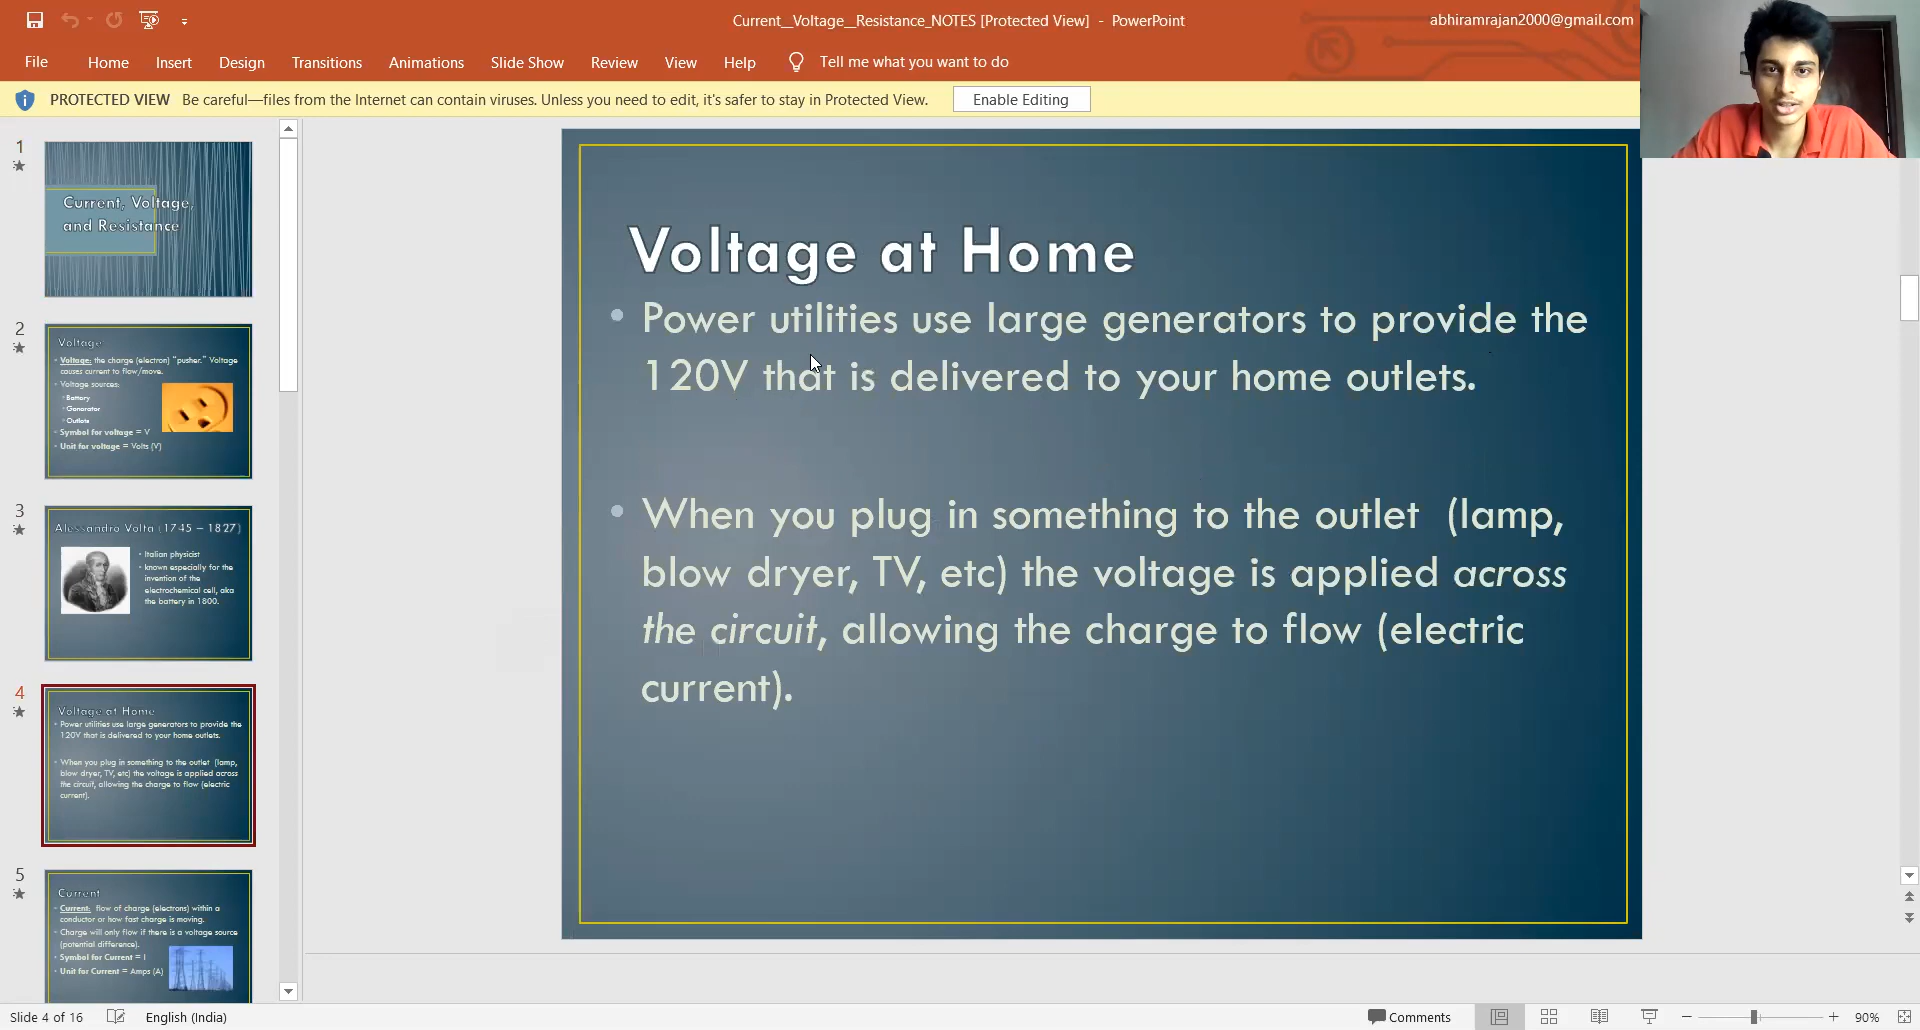 Current__Voltage__Resistance_NOTES [Protected View] - PowerPoint
abhiramrajan2000@gmail.com
File Home Insert Design Transitions Animations Slide Show Review View Help Tell me what you want to do
PROTECTED VIEW Be careful—files from the Internet can contain viruses. Unless you need to edit, it's safer to stay in Protected View. Enable Editing
1
Current, Voltage,
and Resistance
2
Voltage
• Voltage: the charge (electron) "pusher." Voltage
causes current to flow/move.
• Voltage sources:
Battery
Generator
Outlets
• Symbol for voltage = V
• Unit for voltage = Volts (V)
3
Alessandro Volta (1745 – 1827)
• Italian physicist
• known especially for the
invention of the
electrochemical cell, aka
the battery in 1800.
4
Voltage at Home
• Power utilities use large generators to provide the
120V that is delivered to your home outlets.
• When you plug in something to the outlet (lamp,
blow dryer, TV, etc) the voltage is applied across
the circuit, allowing the charge to flow (electric
current).
5
Current
• Current: flow of charge (electrons) within a
conductor or how fast charge is moving.
• Charge will only flow if there is a voltage source
(potential difference).
• Symbol for Current = I
• Unit for Current = Amps (A)
Voltage at Home
• Power utilities use large generators to provide the
120V that is delivered to your home outlets.
• When you plug in something to the outlet (lamp,
blow dryer, TV, etc) the voltage is applied across
the circuit, allowing the charge to flow (electric
current).
Slide 4 of 16 English (India) Comments 90%